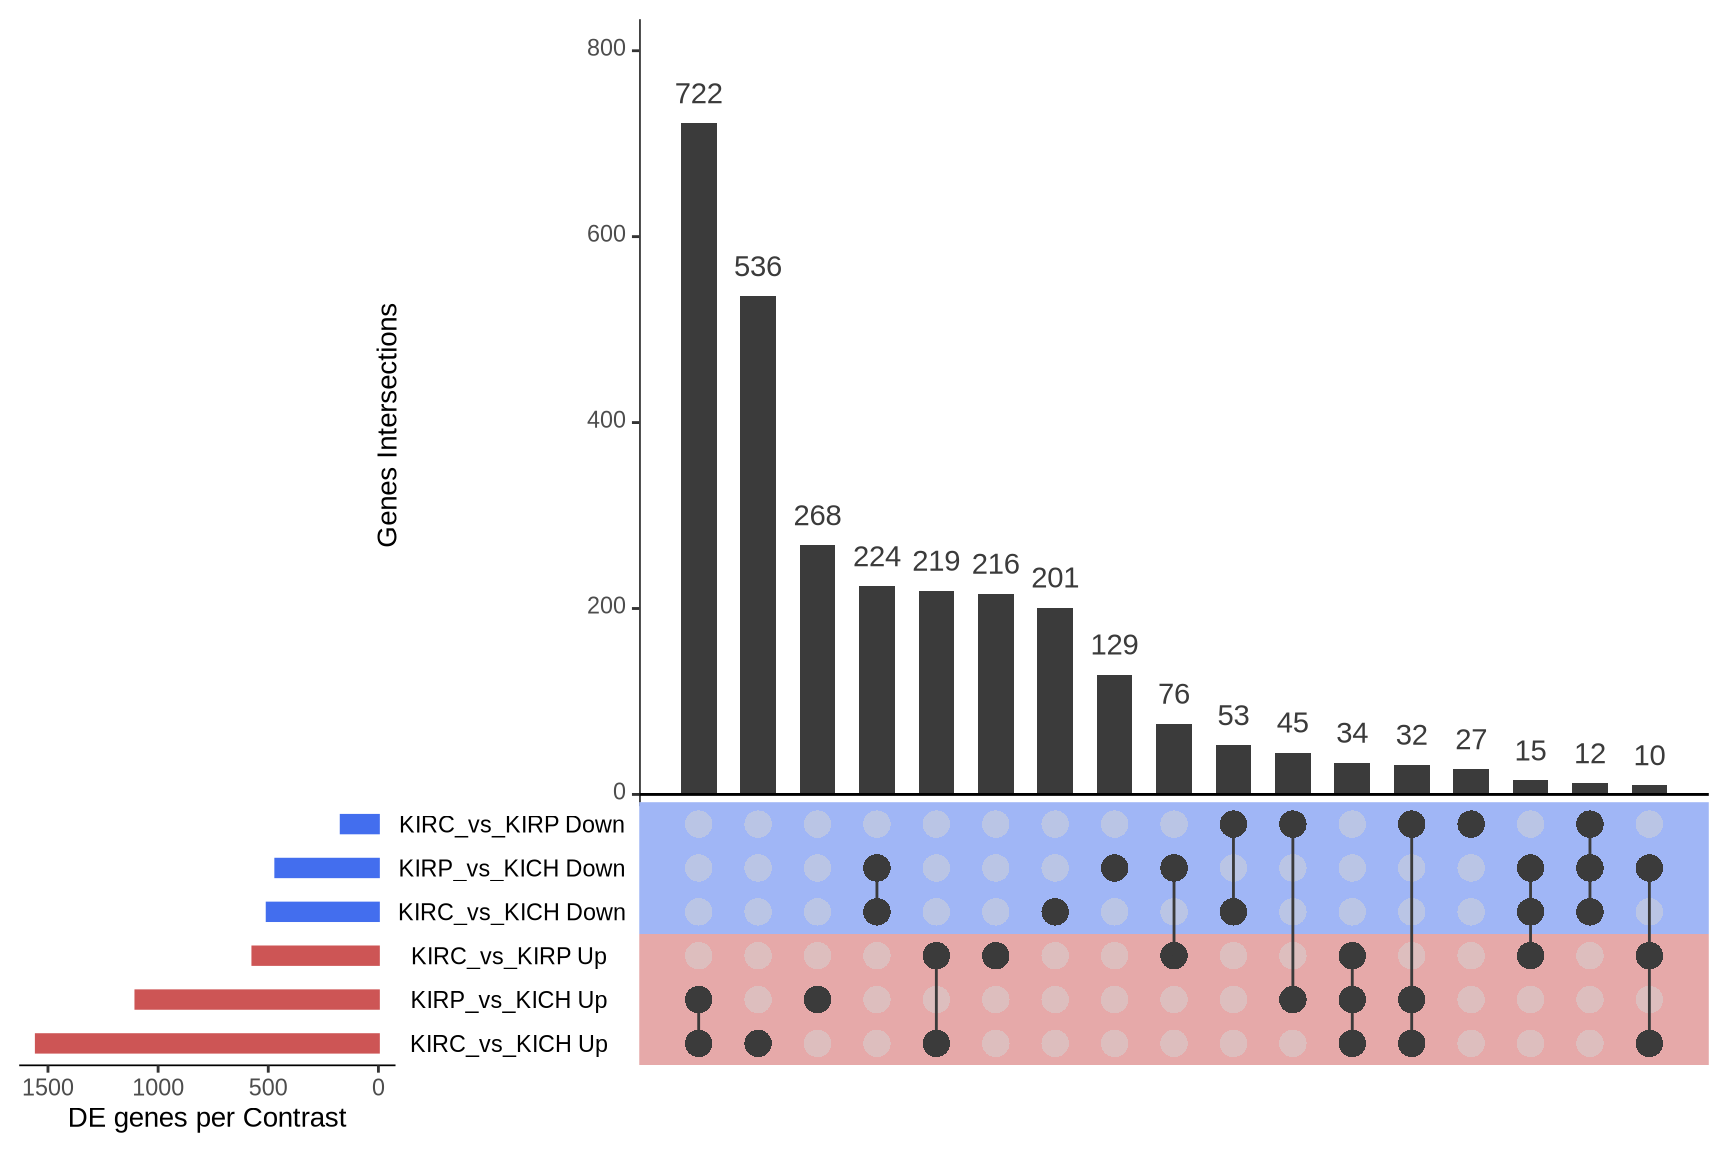 800
722
600
536
400
268
224
219
216
201
200
129
76
53
45
34
32
27
15
12
10
0
Genes Intersections
KIRC_vs_KIRP Down
KIRP_vs_KICH Down
KIRC_vs_KICH Down
KIRC_vs_KIRP Up
KIRP_vs_KICH Up
KIRC_vs_KICH Up
1500 1000 500 0
DE genes per Contrast